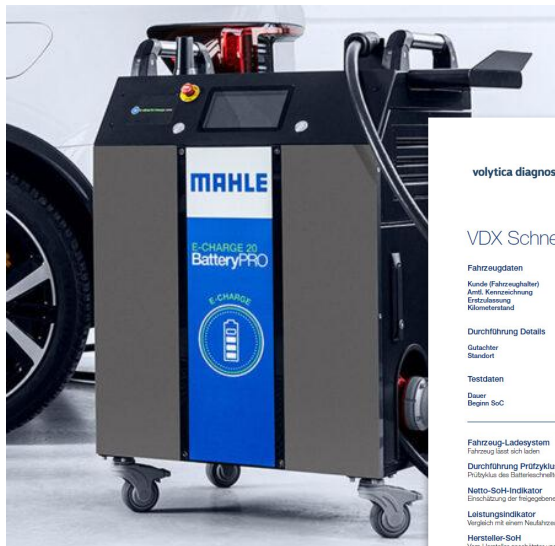 MAHLE
E-CHARGE 20
BatteryPRO
E-CHARGE
volytica diagnos
VDX Schne
Fahrzeugdaten
Kunde (Fahrzeughalter)
Amtl. Kennzeichnung
Erstzulassung
Kilometerstand
Durchführung Details
Gutachter
Standort
Testdaten
Dauer
Beginn SoC
Fahrzeug-Ladesystem
Fahrzeug lässt sich laden
Durchführung Prüfzyklu
Prüfzyklus des Batterieschnellte
Netto-SoH-Indikator
Einschätzung der freigegebene
Leistungsindikator
Vergleich mit einem Neufahrzeu
Hersteller-SoH